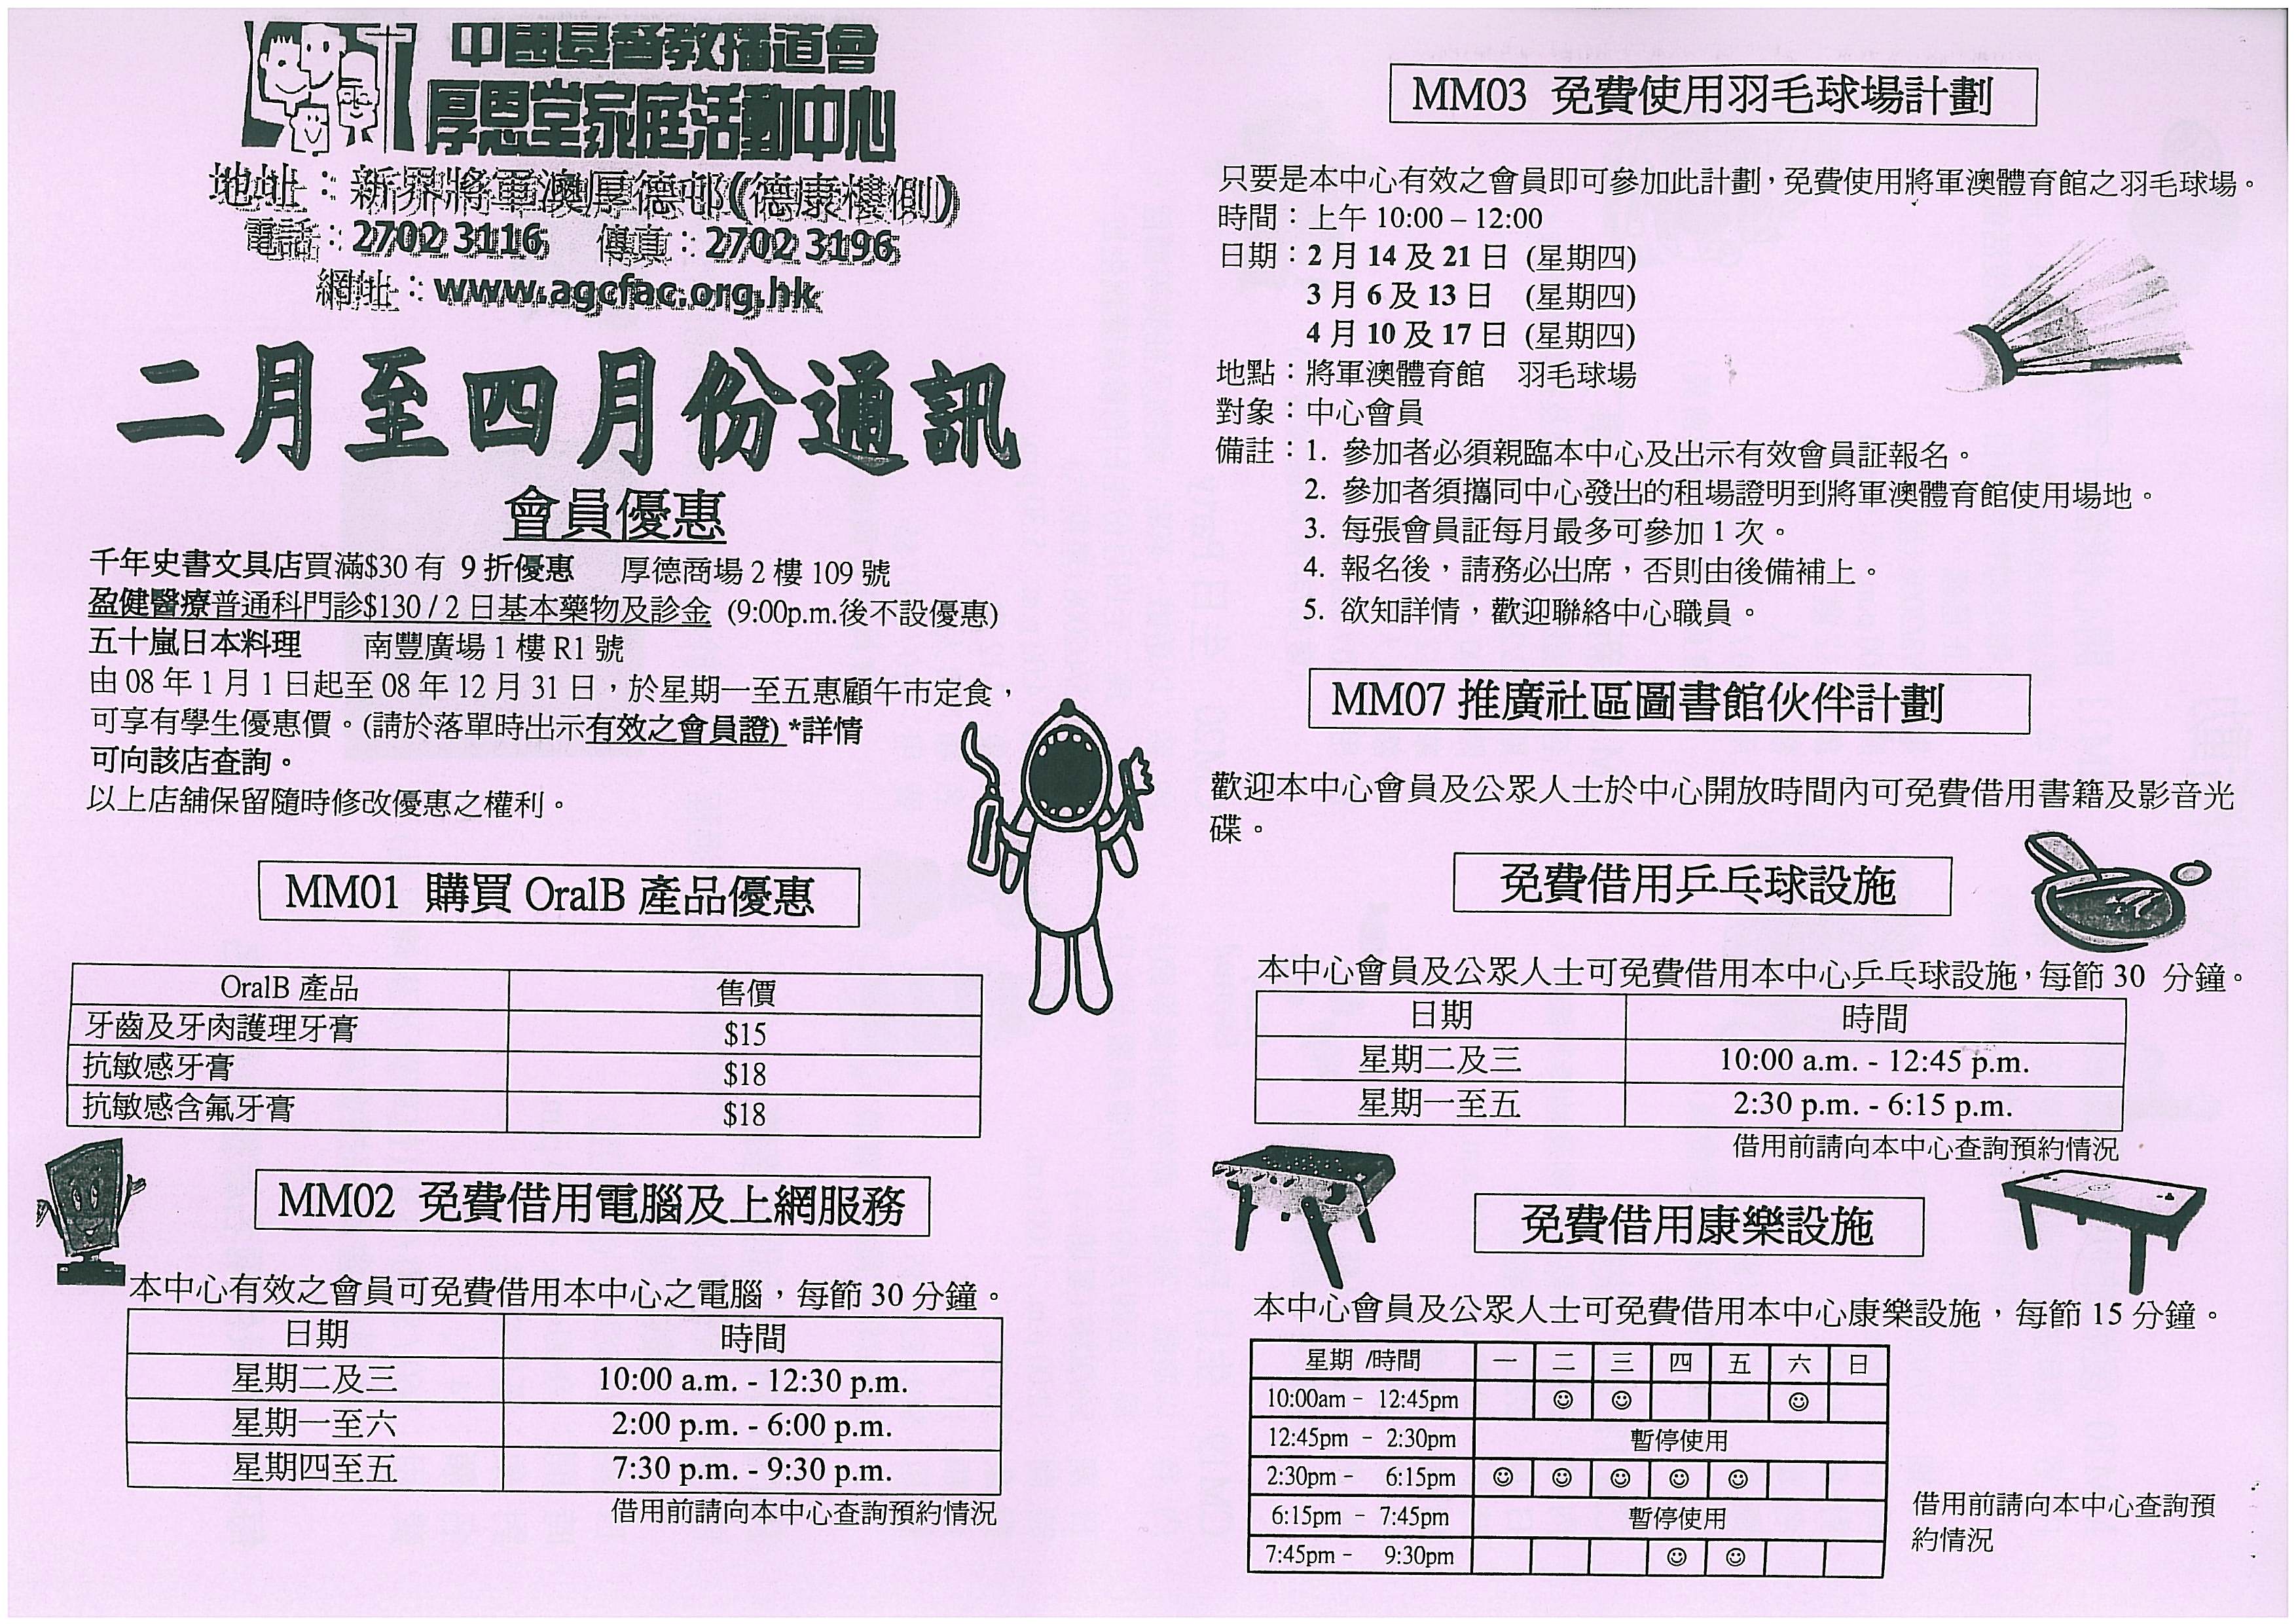 中國基督教播道會
厚恩堂家庭活動中心
地址：新界將軍澳厚德邨(德康樓側)
電話：2702 3116　傳真：2702 3196
網址：www.agcfac.org.hk
二月至四月份通訊
會員優惠
千年史書文具店買滿$30 有 9 折優惠　厚德商場 2 樓 109 號
盈健醫療普通科門診$130 / 2 日基本藥物及診金 (9:00p.m.後不設優惠)
五十嵐日本料理　南豐廣場 1 樓 R1 號
由 08 年 1 月 1 日起至 08 年 12 月 31 日，於星期一至五惠顧午市定食，
可享有學生優惠價。(請於落單時出示有效之會員證) *詳情
可向該店查詢。
以上店舖保留隨時修改優惠之權利。
MM01 購買 OralB 產品優惠
OralB 產品　售價
牙齒及牙肉護理牙膏　$15
抗敏感牙膏　$18
抗敏感含氟牙膏　$18
MM02 免費借用電腦及上網服務
本中心有效之會員可免費借用本中心之電腦，每節 30 分鐘。
日期　時間
星期二及三　10:00 a.m. - 12:30 p.m.
星期一至六　2:00 p.m. - 6:00 p.m.
星期四至五　7:30 p.m. - 9:30 p.m.
借用前請向本中心查詢預約情況
MM03 免費使用羽毛球場計劃
只要是本中心有效之會員即可參加此計劃，免費使用將軍澳體育館之羽毛球場。
時間：上午 10:00 – 12:00
日期：2 月 14 及 21 日 (星期四)
3 月 6 及 13 日 (星期四)
4 月 10 及 17 日 (星期四)
地點：將軍澳體育館　羽毛球場
對象：中心會員
備註：1. 參加者必須親臨本中心及出示有效會員証報名。
2. 參加者須攜同中心發出的租場證明到將軍澳體育館使用場地。
3. 每張會員証每月最多可參加 1 次。
4. 報名後，請務必出席，否則由後備補上。
5. 欲知詳情，歡迎聯絡中心職員。
MM07 推廣社區圖書館伙伴計劃
歡迎本中心會員及公眾人士於中心開放時間內可免費借用書籍及影音光
碟。
免費借用乒乓球設施
本中心會員及公眾人士可免費借用本中心乒乓球設施，每節 30 分鐘。
日期　時間
星期二及三　10:00 a.m. - 12:45 p.m.
星期一至五　2:30 p.m. - 6:15 p.m.
借用前請向本中心查詢預約情況
免費借用康樂設施
本中心會員及公眾人士可免費借用本中心康樂設施，每節 15 分鐘。
星期 /時間　一　二　三　四　五　六　日
10:00am – 12:45pm　☺　☺　☺
12:45pm – 2:30pm　暫停使用
2:30pm – 6:15pm　☺　☺　☺　☺　☺
6:15pm – 7:45pm　暫停使用
7:45pm – 9:30pm　☺　☺
借用前請向本中心查詢預
約情況